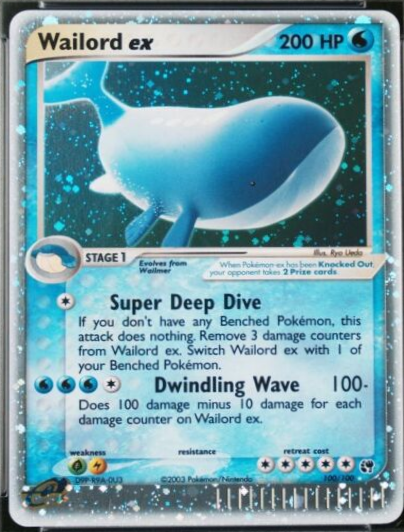 Wailord ex 200 HP
Illus. Ryo Ueda
STAGE 1 Evolves from
Wailmer
When Pokémon-ex has been Knocked Out,
your opponent takes 2 Prize cards.
Super Deep Dive
If you don't have any Benched Pokémon, this
attack does nothing. Remove 3 damage counters
from Wailord ex. Switch Wailord ex with 1 of
your Benched Pokémon.
Dwindling Wave 100-
Does 100 damage minus 10 damage for each
damage counter on Wailord ex.
weakness resistance retreat cost
©2003 Pokémon/Nintendo 100/100